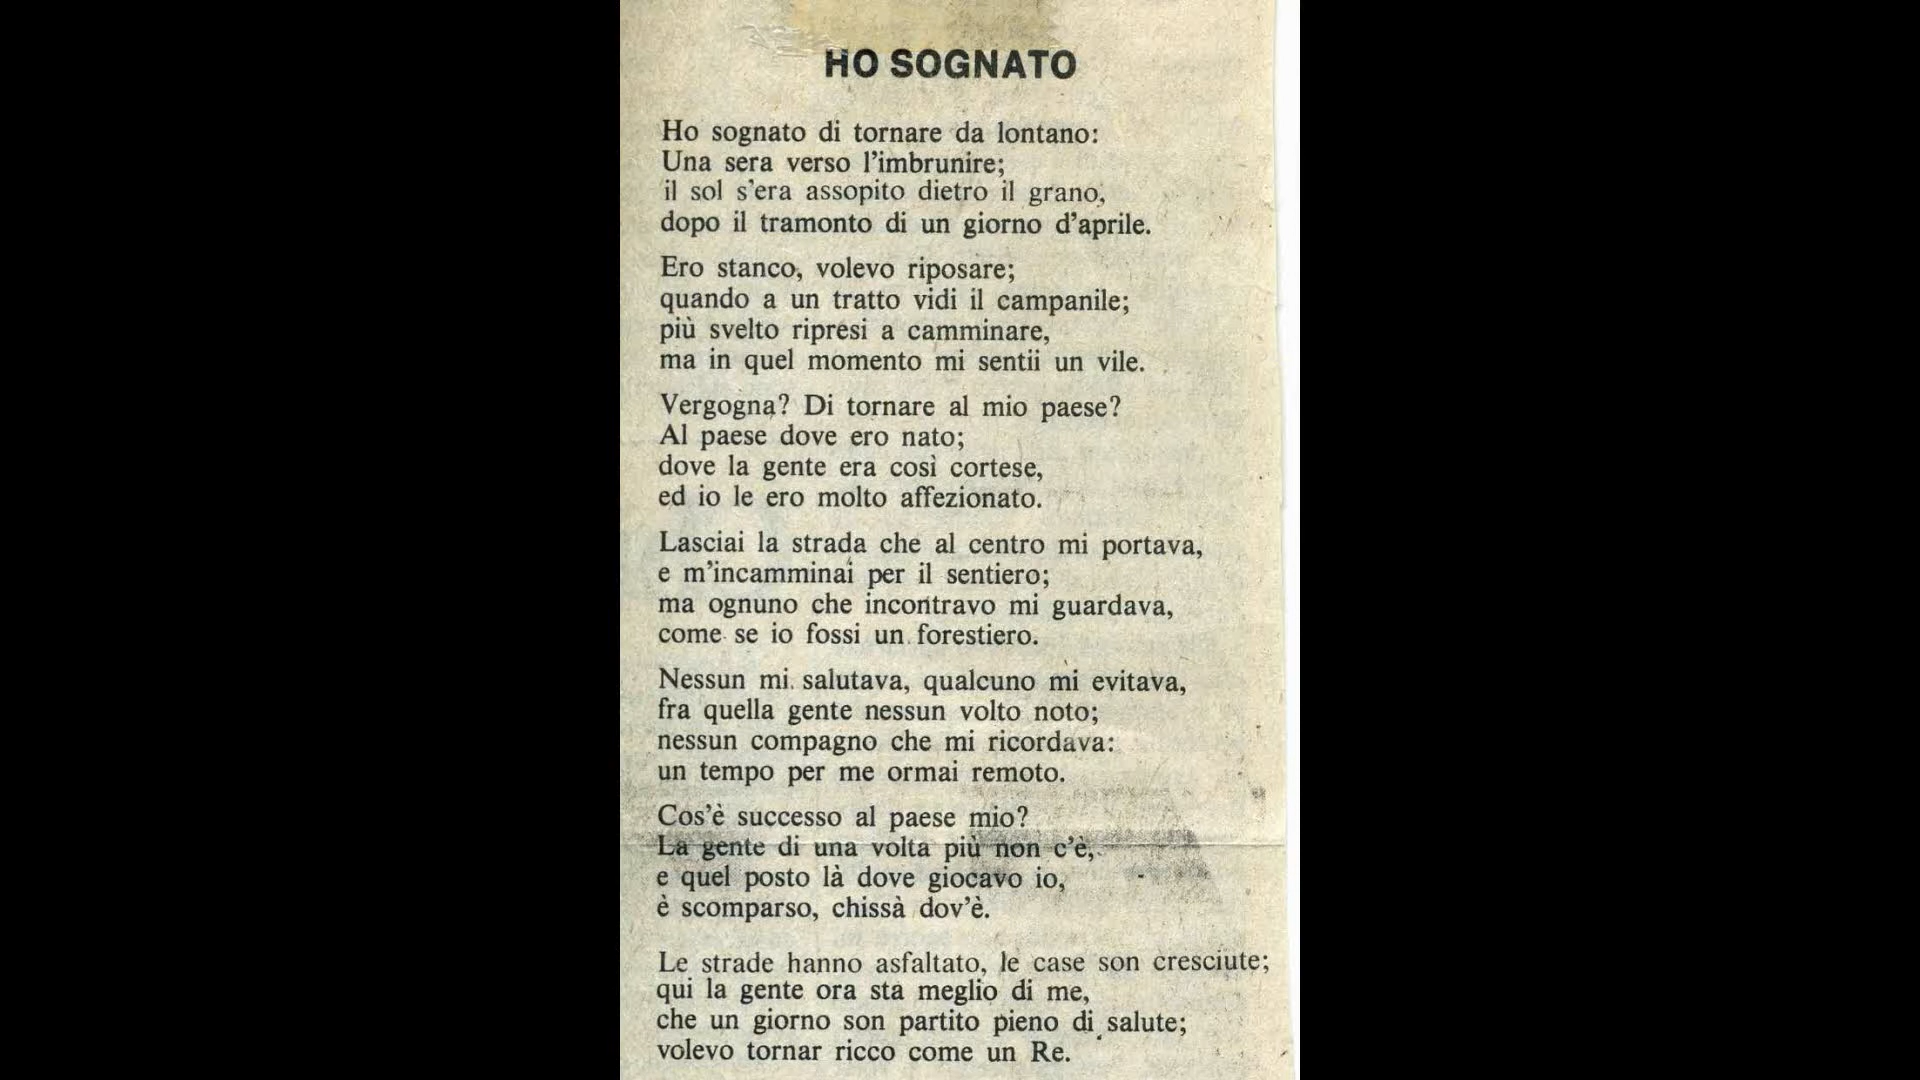 HO SOGNATO
Ho sognato di tornare da lontano:
Una sera verso l'imbrunire;
il sol s'era assopito dietro il grano,
dopo il tramonto di un giorno d'aprile.
Ero stanco, volevo riposare;
quando a un tratto vidi il campanile;
più svelto ripresi a camminare,
ma in quel momento mi sentii un vile.
Vergogna? Di tornare al mio paese?
Al paese dove ero nato;
dove la gente era così cortese,
ed io le ero molto affezionato.
Lasciai la strada che al centro mi portava,
e m'incamminai per il sentiero;
ma ognuno che incontravo mi guardava,
come se io fossi un forestiero.
Nessun mi salutava, qualcuno mi evitava,
fra quella gente nessun volto noto;
nessun compagno che mi ricordava:
un tempo per me ormai remoto.
Cos'è successo al paese mio?
La gente di una volta più non c'è,
e quel posto là dove giocavo io,
è scomparso, chissà dov'è.
Le strade hanno asfaltato, le case son cresciute;
qui la gente ora sta meglio di me,
che un giorno son partito pieno di salute;
volevo tornar ricco come un Re.